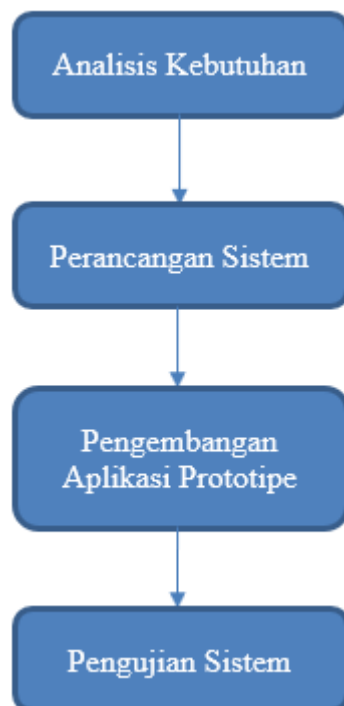 Analisis Kebutuhan
Perancangan Sistem
Pengembangan
Aplikasi Prototipe
Pengujian Sistem